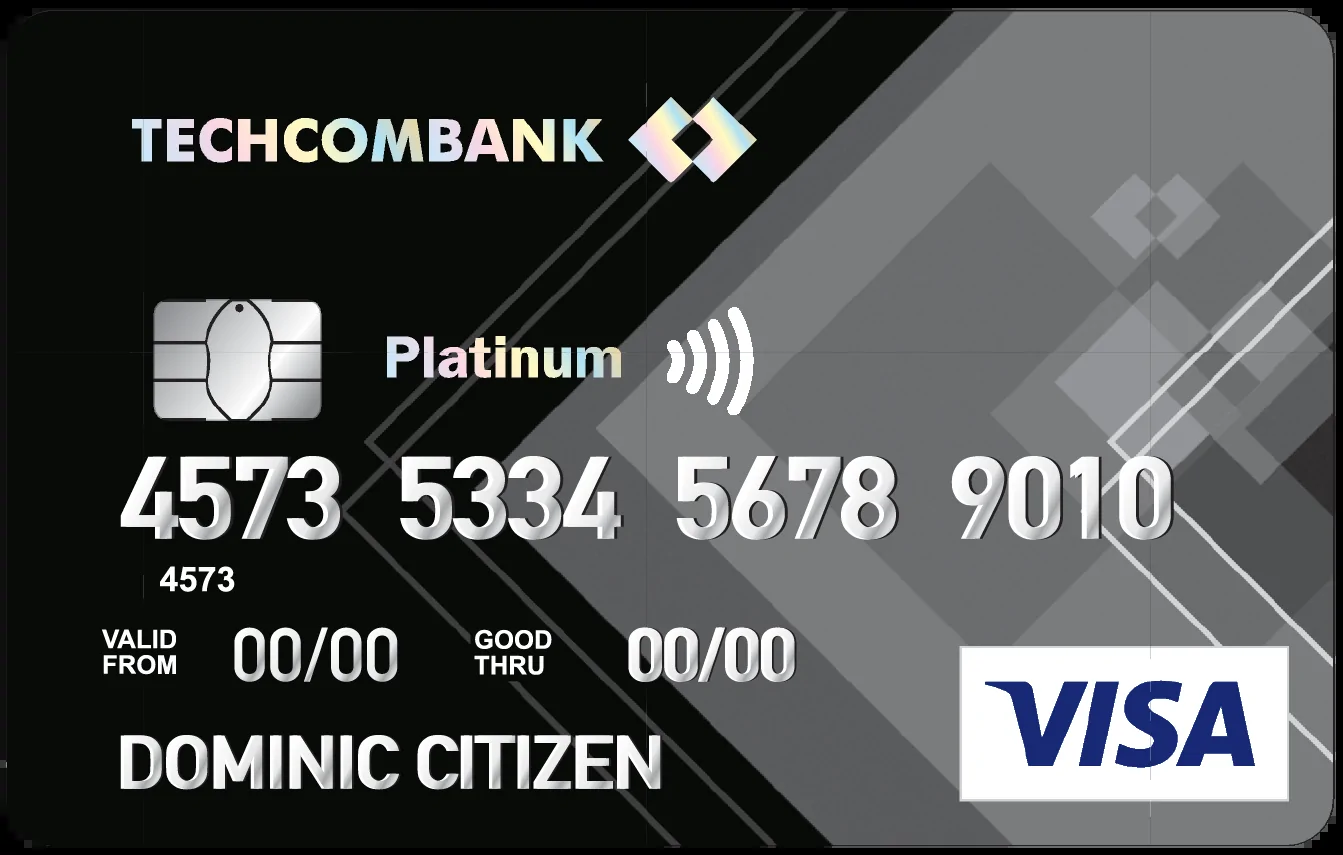 TECHCOMBANK
Platinum
4573 5334 5678 9010
4573
VALID FROM 00/00 GOOD THRU 00/00
DOMINIC CITIZEN
VISA